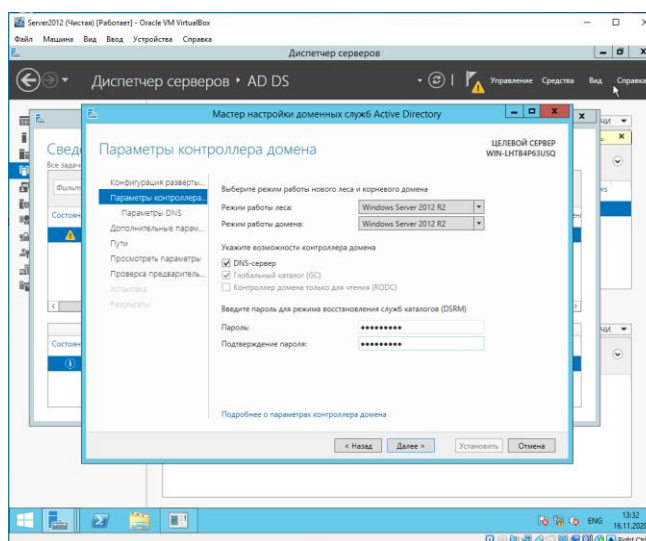 Server2012 (Чистая) [Работает] - Oracle VM VirtualBox
Файл Машина Вид Ввод Устройства Справка
Диспетчер серверов
Диспетчер серверов • AD DS
Управление Средства Вид Справка
Мастер настройки доменных служб Active Directory
Параметры контроллера домена
ЦЕЛЕВОЙ СЕРВЕР
WIN-LHTB4P63USQ
Свед
Все задач
Фильт
Состоян
Состоян
Конфигурация разверты...
Параметры контроллера...
Параметры DNS
Дополнительные парам...
Пути
Просмотреть параметры
Проверка предваритель...
Установка
Результаты
Выберите режим работы нового леса и корневого домена
Режим работы леса: Windows Server 2012 R2
Режим работы домена: Windows Server 2012 R2
Укажите возможности контроллера домена
DNS-сервер
Глобальный каталог (GC)
Контроллер домена только для чтения (RODC)
Введите пароль для режима восстановления служб каталогов (DSRM)
Пароль: •••••••••
Подтверждение пароля: •••••••••
Подробнее о параметрах контроллера домена
< Назад Далее > Установить Отмена
ENG
13:32
16.11.2020
Right Ctrl